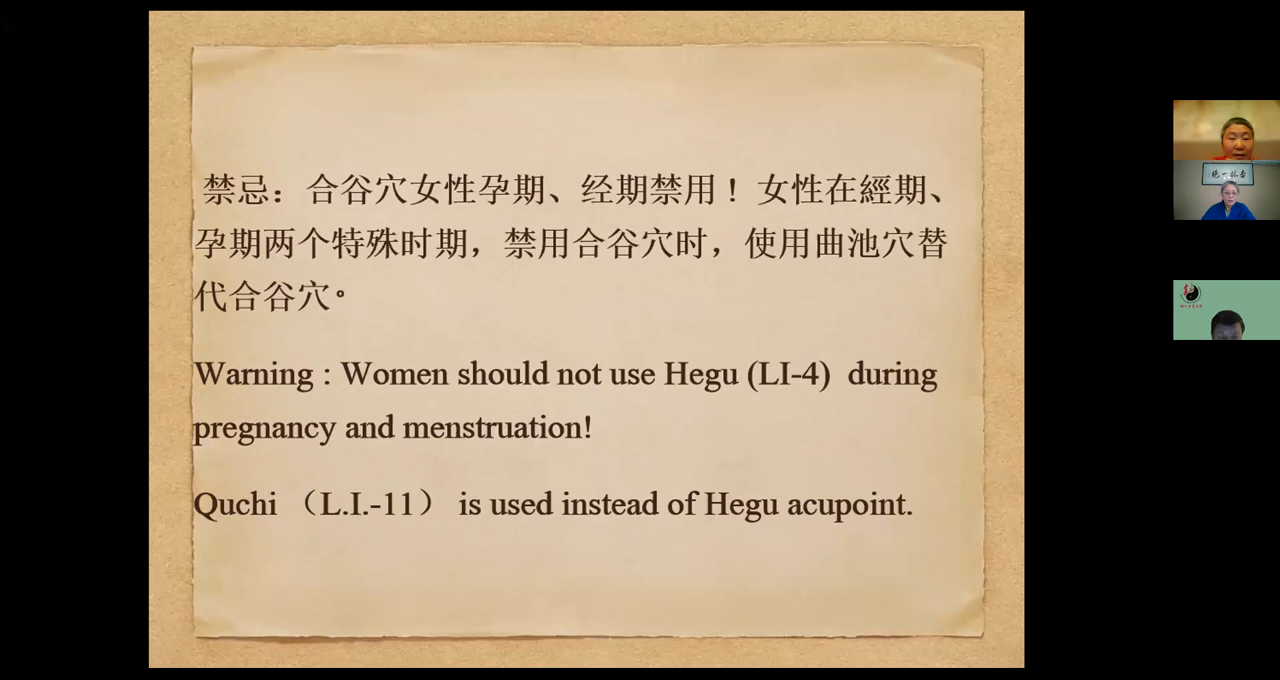 禁忌：合谷穴女性孕期、经期禁用！女性在經期、
孕期两个特殊时期，禁用合谷穴时，使用曲池穴替
代合谷穴。
Warning : Women should not use Hegu (LI-4) during
pregnancy and menstruation!
Quchi （L.I.-11） is used instead of Hegu acupoint.